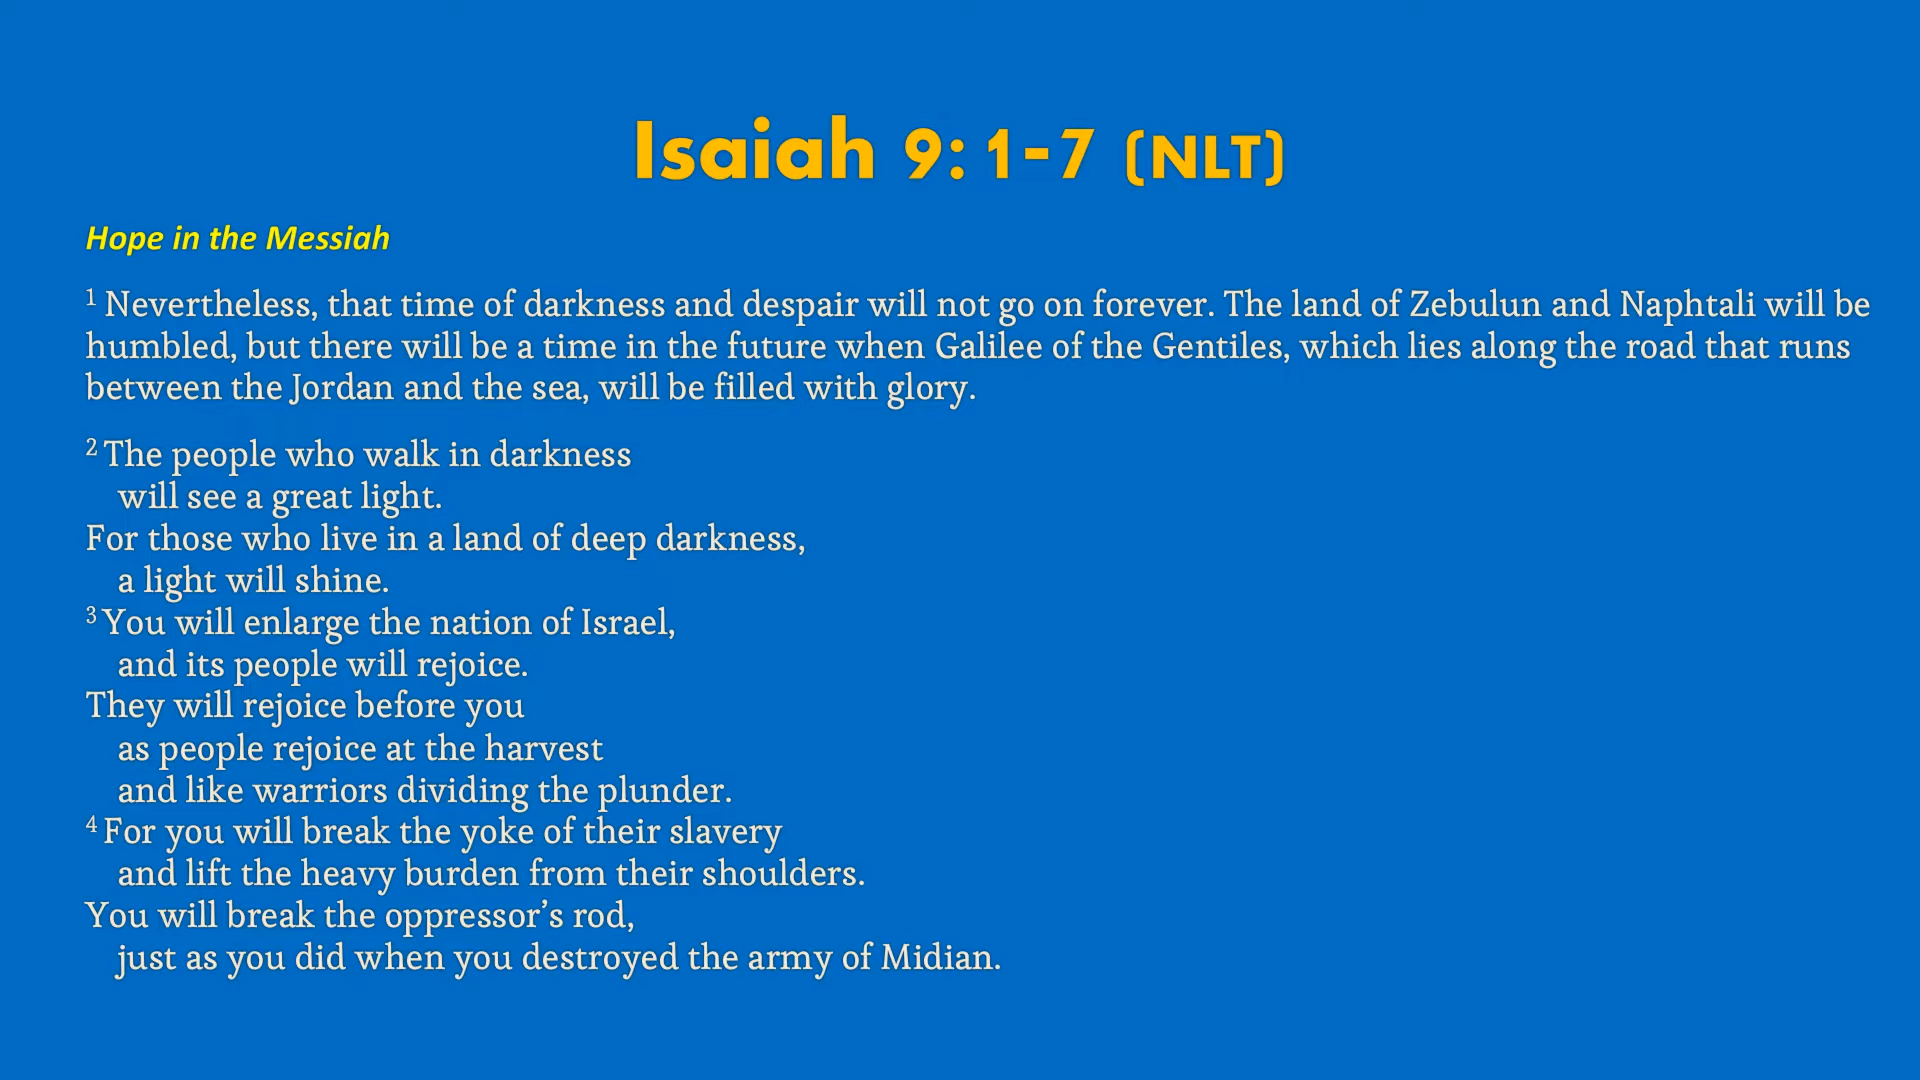 Isaiah 9: 1-7 (NLT)
Hope in the Messiah
1 Nevertheless, that time of darkness and despair will not go on forever. The land of Zebulun and Naphtali will be
humbled, but there will be a time in the future when Galilee of the Gentiles, which lies along the road that runs
between the Jordan and the sea, will be filled with glory.
2 The people who walk in darkness
will see a great light.
For those who live in a land of deep darkness,
a light will shine.
3 You will enlarge the nation of Israel,
and its people will rejoice.
They will rejoice before you
as people rejoice at the harvest
and like warriors dividing the plunder.
4 For you will break the yoke of their slavery
and lift the heavy burden from their shoulders.
You will break the oppressor’s rod,
just as you did when you destroyed the army of Midian.